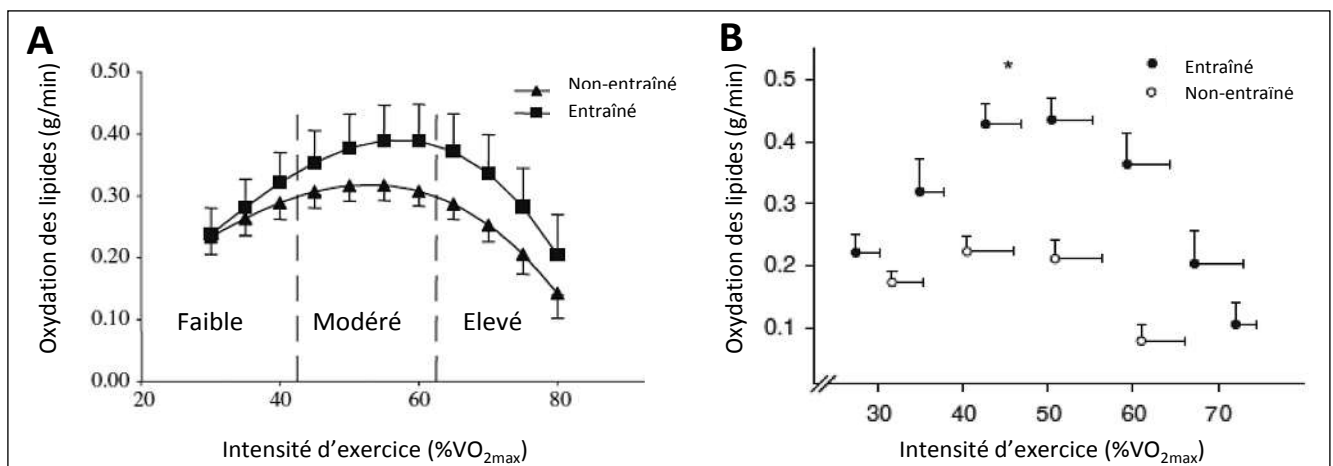 A
Oxydation des lipides (g/min)
0.50
0.40
0.30
0.20
0.10
0.00
Non-entraîné
Entraîné
Faible
Modéré
Elevé
20
40
60
80
Intensité d'exercice (%VO2max)
B
Oxydation des lipides (g/min)
0.5
0.4
0.3
0.2
0.1
*
Entraîné
Non-entraîné
30
40
50
60
70
Intensité d'exercice (%VO2max)